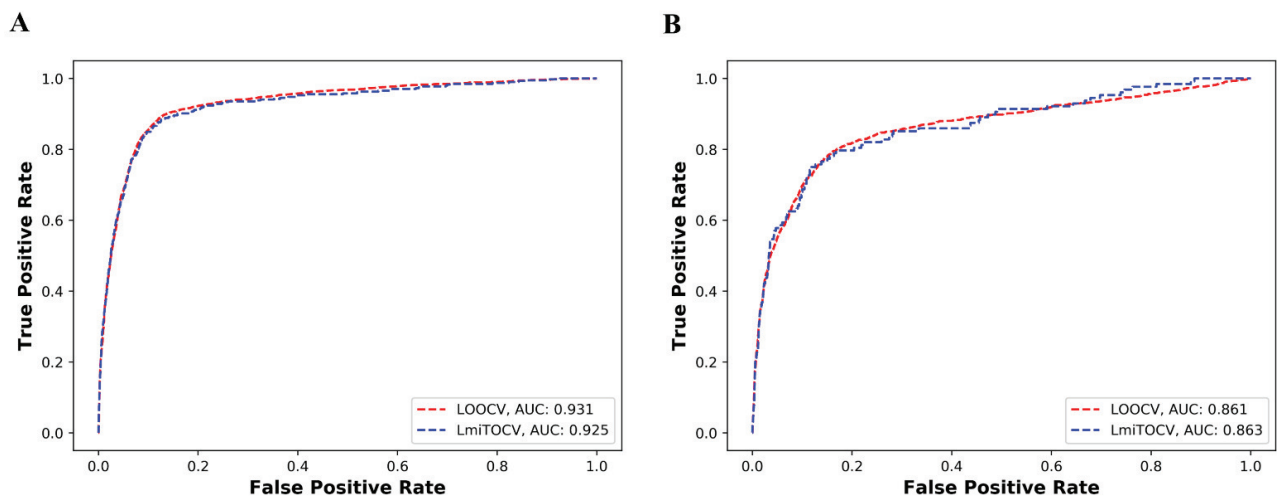 A
True Positive Rate
1.0
0.8
0.6
0.4
0.2
0.0
LOOCV, AUC: 0.931
LmiTOCV, AUC: 0.925
0.0 0.2 0.4 0.6 0.8 1.0
False Positive Rate
B
True Positive Rate
1.0
0.8
0.6
0.4
0.2
0.0
LOOCV, AUC: 0.861
LmiTOCV, AUC: 0.863
0.0 0.2 0.4 0.6 0.8 1.0
False Positive Rate